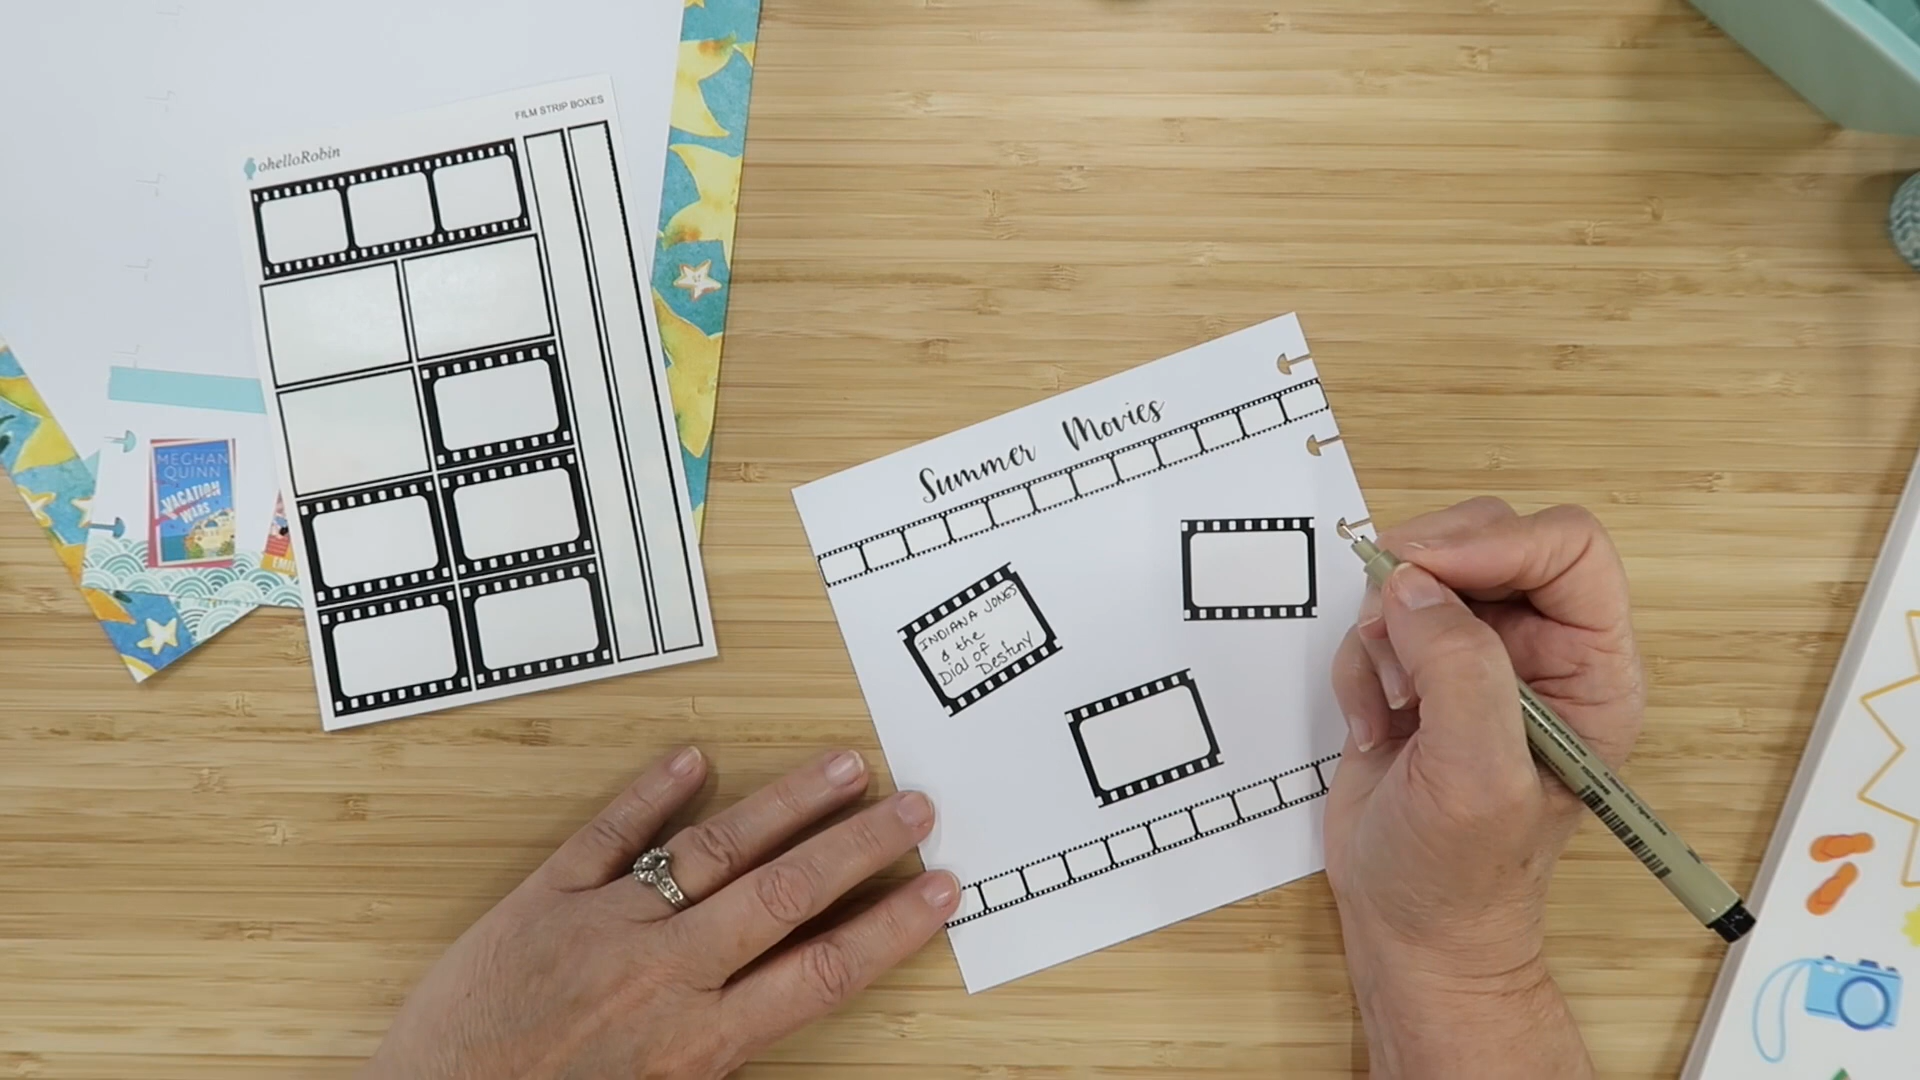 FILM STRIP BOXES
ohelloRobin
MEGHAN
QUINN
VACATION
WARS
Summer Movies
INDIANA JONES
& the
Dial of
Destiny